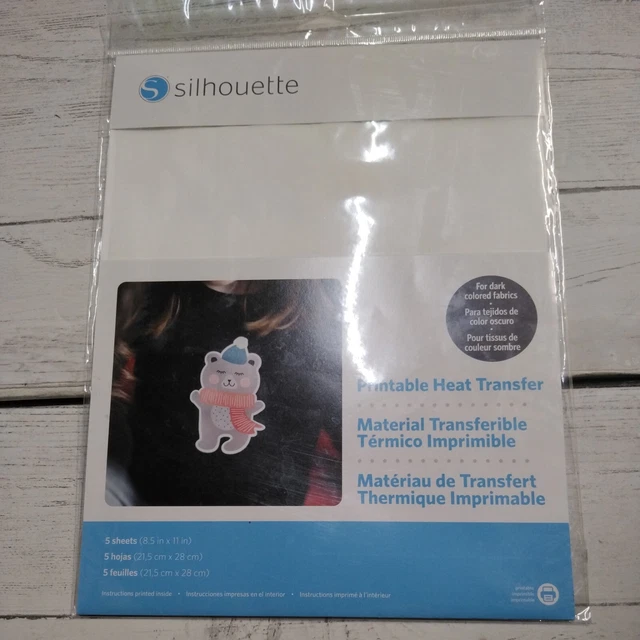 silhouette
For dark
colored fabrics
•
Para tejidos de
color oscuro
•
Pour tissus de
couleur sombre
Printable Heat Transfer
Material Transferible
Térmico Imprimible
Matériau de Transfert
Thermique Imprimable
5 sheets (8.5 in x 11 in)
5 hojas (21,5 cm x 28 cm)
5 feuilles (21,5 cm x 28 cm)
Instructions printed inside • Instrucciones impresas en el interior • Instructions imprimé à l'intérieur
printable
imprimible
imprimable